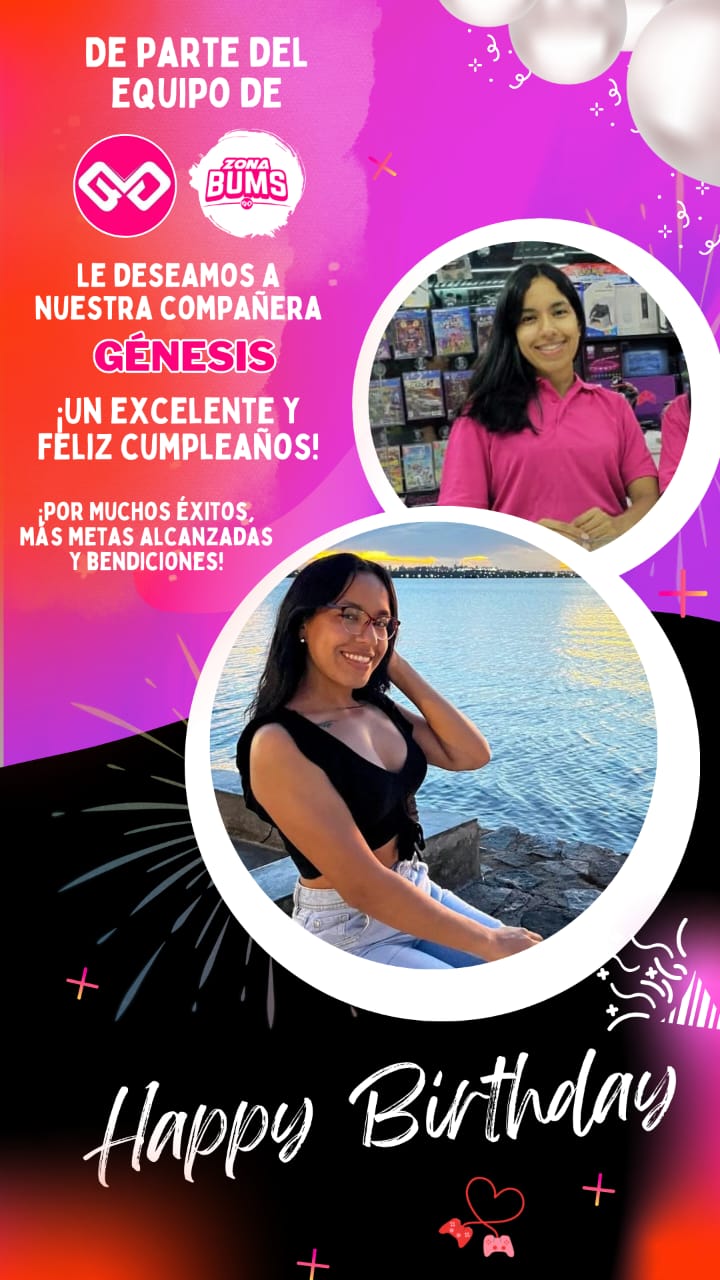 DE PARTE DEL
EQUIPO DE
ZONA
BUMS
LE DESEAMOS A
NUESTRA COMPAÑERA
GÉNESIS
¡UN EXCELENTE Y
FELIZ CUMPLEAÑOS!
¡POR MUCHOS ÉXITOS,
MÁS METAS ALCANZADAS
Y BENDICIONES!
Happy Birthday